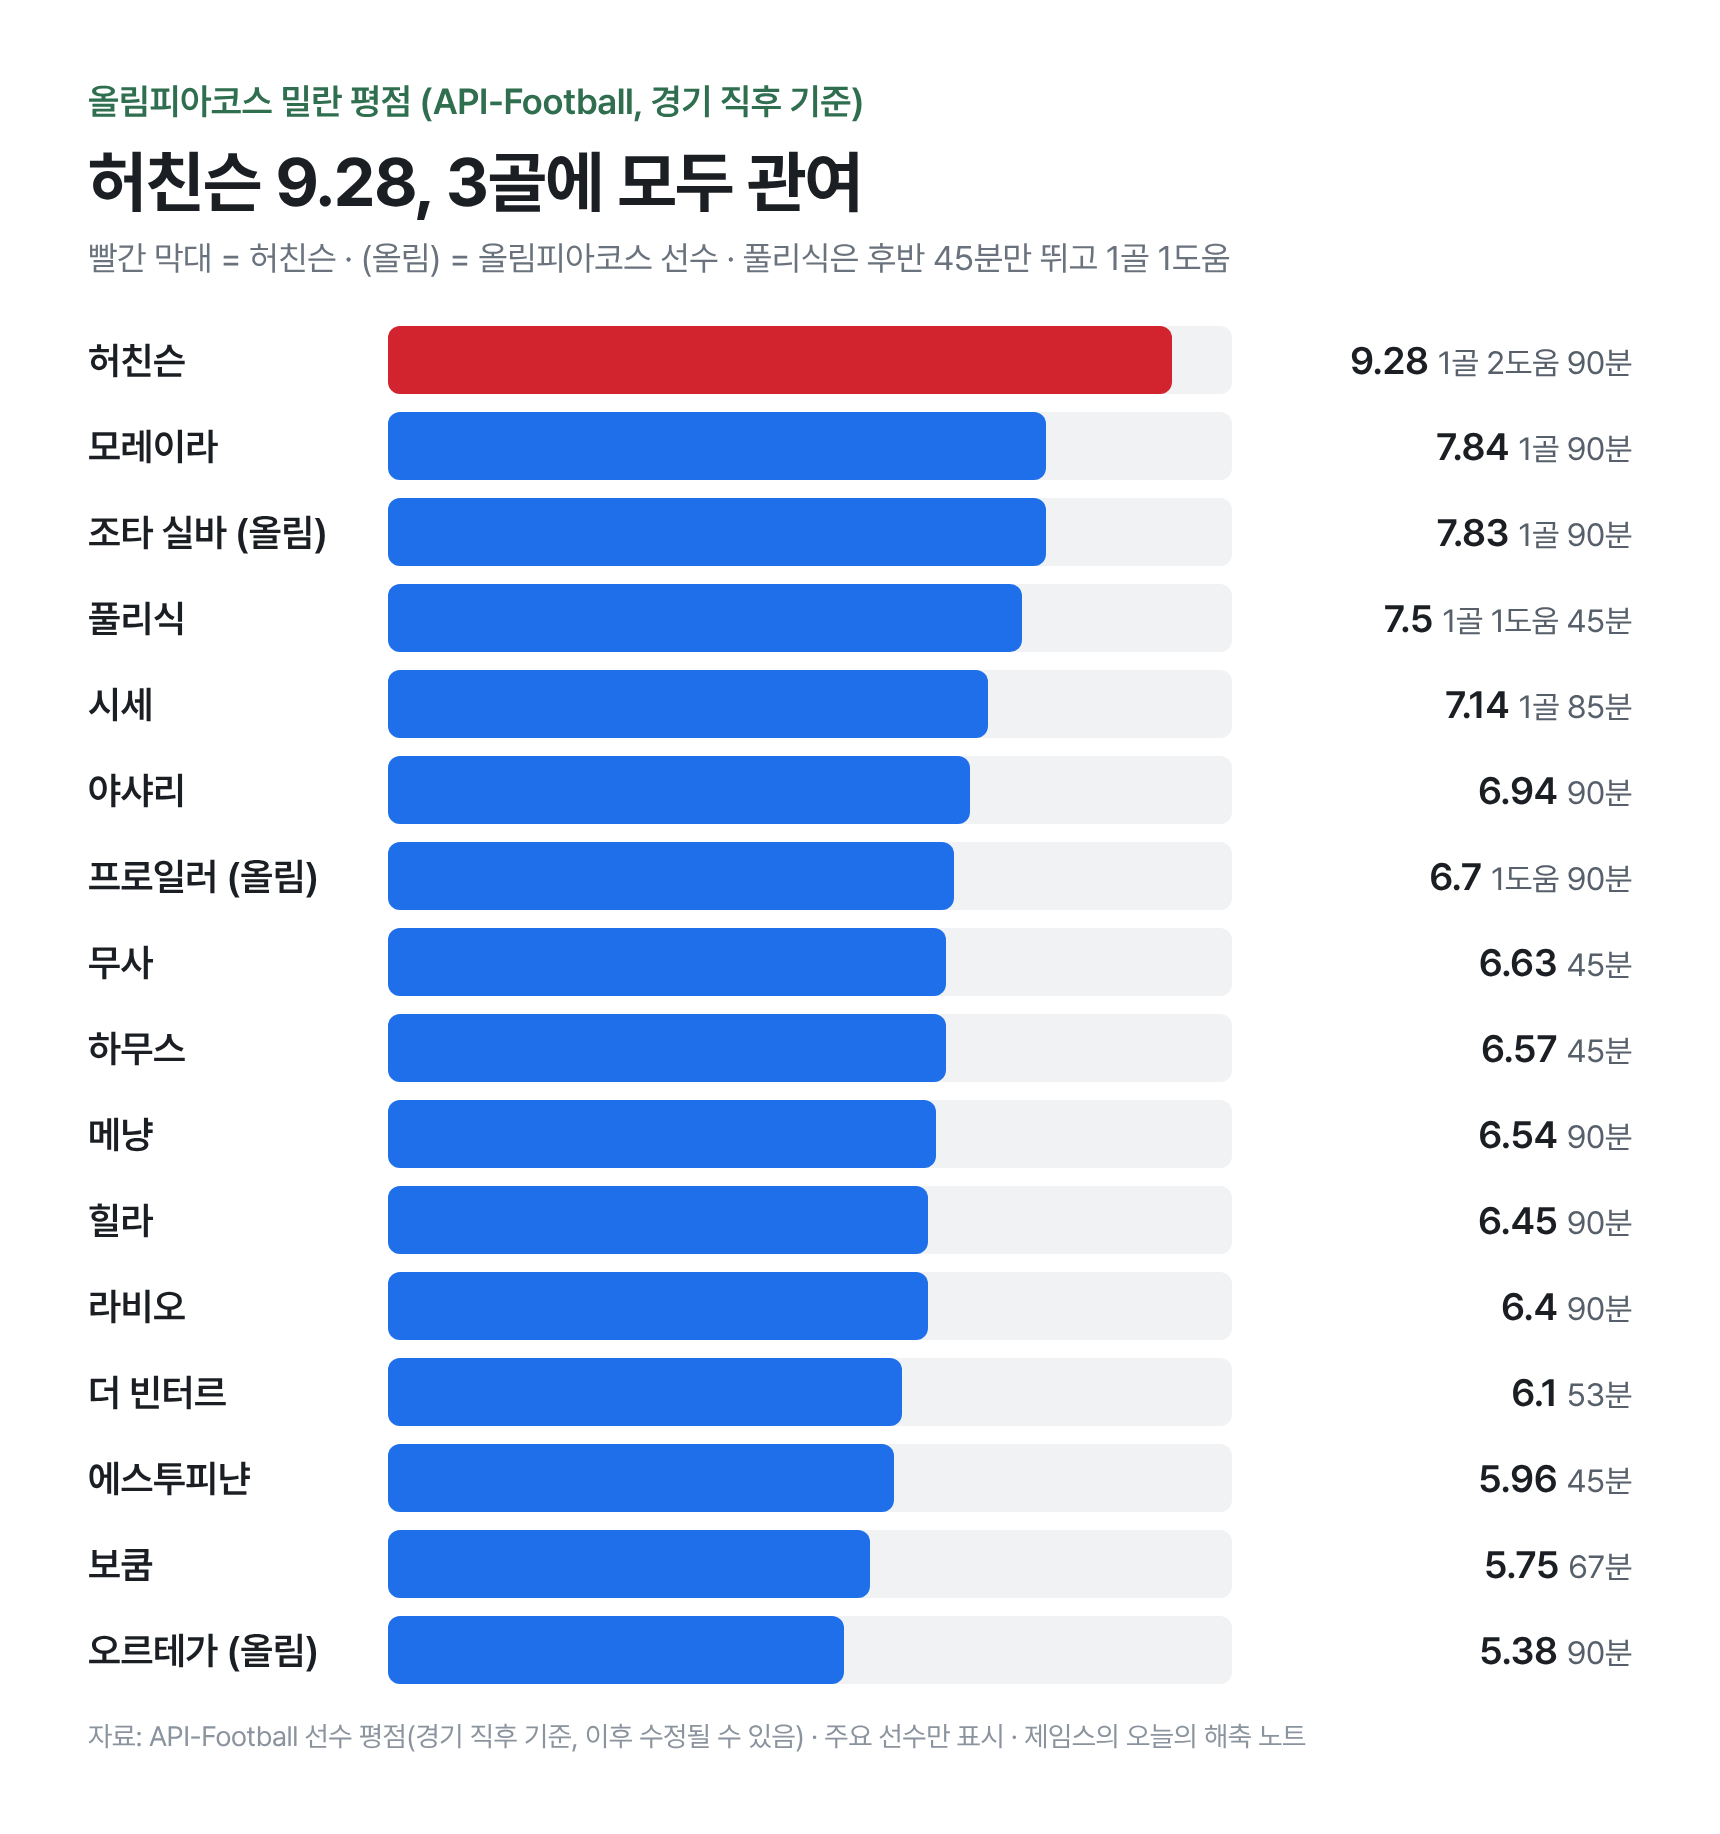 올림피아코스 밀란 평점 (API-Football, 경기 직후 기준)
허친슨 9.28, 3골에 모두 관여
빨간 막대 = 허친슨 · (올림) = 올림피아코스 선수 · 풀리식은 후반 45분만 뛰고 1골 1도움
허친슨 9.28 1골 2도움 90분
모레이라 7.84 1골 90분
조타 실바 (올림) 7.83 1골 90분
풀리식 7.5 1골 1도움 45분
시세 7.14 1골 85분
야샤리 6.94 90분
프로일러 (올림) 6.7 1도움 90분
무사 6.63 45분
하무스 6.57 45분
메냥 6.54 90분
힐라 6.45 90분
라비오 6.4 90분
더 빈터르 6.1 53분
에스투피냔 5.96 45분
보쿰 5.75 67분
오르테가 (올림) 5.38 90분
자료: API-Football 선수 평점(경기 직후 기준, 이후 수정될 수 있음) · 주요 선수만 표시 · 제임스의 오늘의 해축 노트